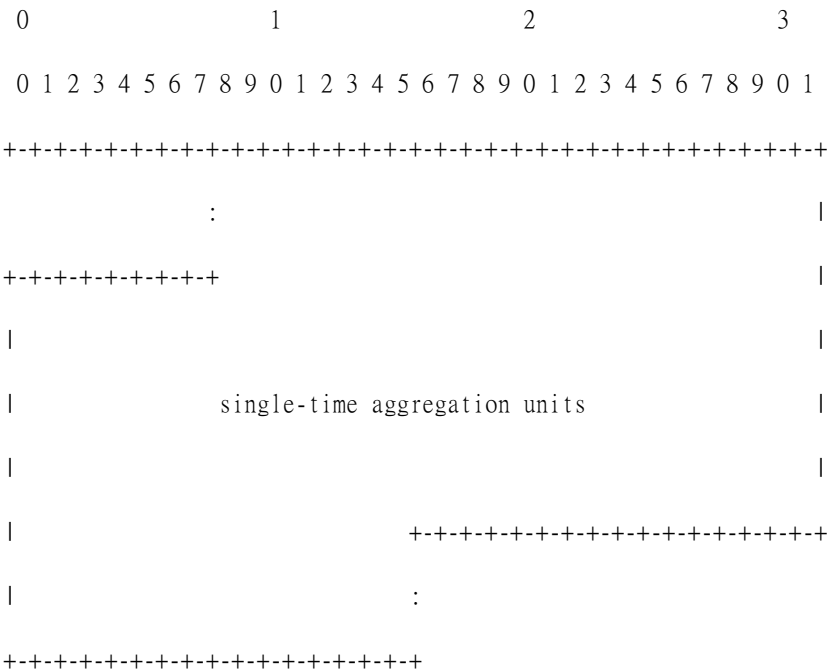 0                   1                   2                   3
 0 1 2 3 4 5 6 7 8 9 0 1 2 3 4 5 6 7 8 9 0 1 2 3 4 5 6 7 8 9 0 1
+-+-+-+-+-+-+-+-+-+-+-+-+-+-+-+-+-+-+-+-+-+-+-+-+-+-+-+-+-+-+-+-+
                :                                               |
+-+-+-+-+-+-+-+-+                                               |
|                                                               |
|                single-time aggregation units                  |
|                                                               |
|                               +-+-+-+-+-+-+-+-+-+-+-+-+-+-+-+-+
|                               :
+-+-+-+-+-+-+-+-+-+-+-+-+-+-+-+-+